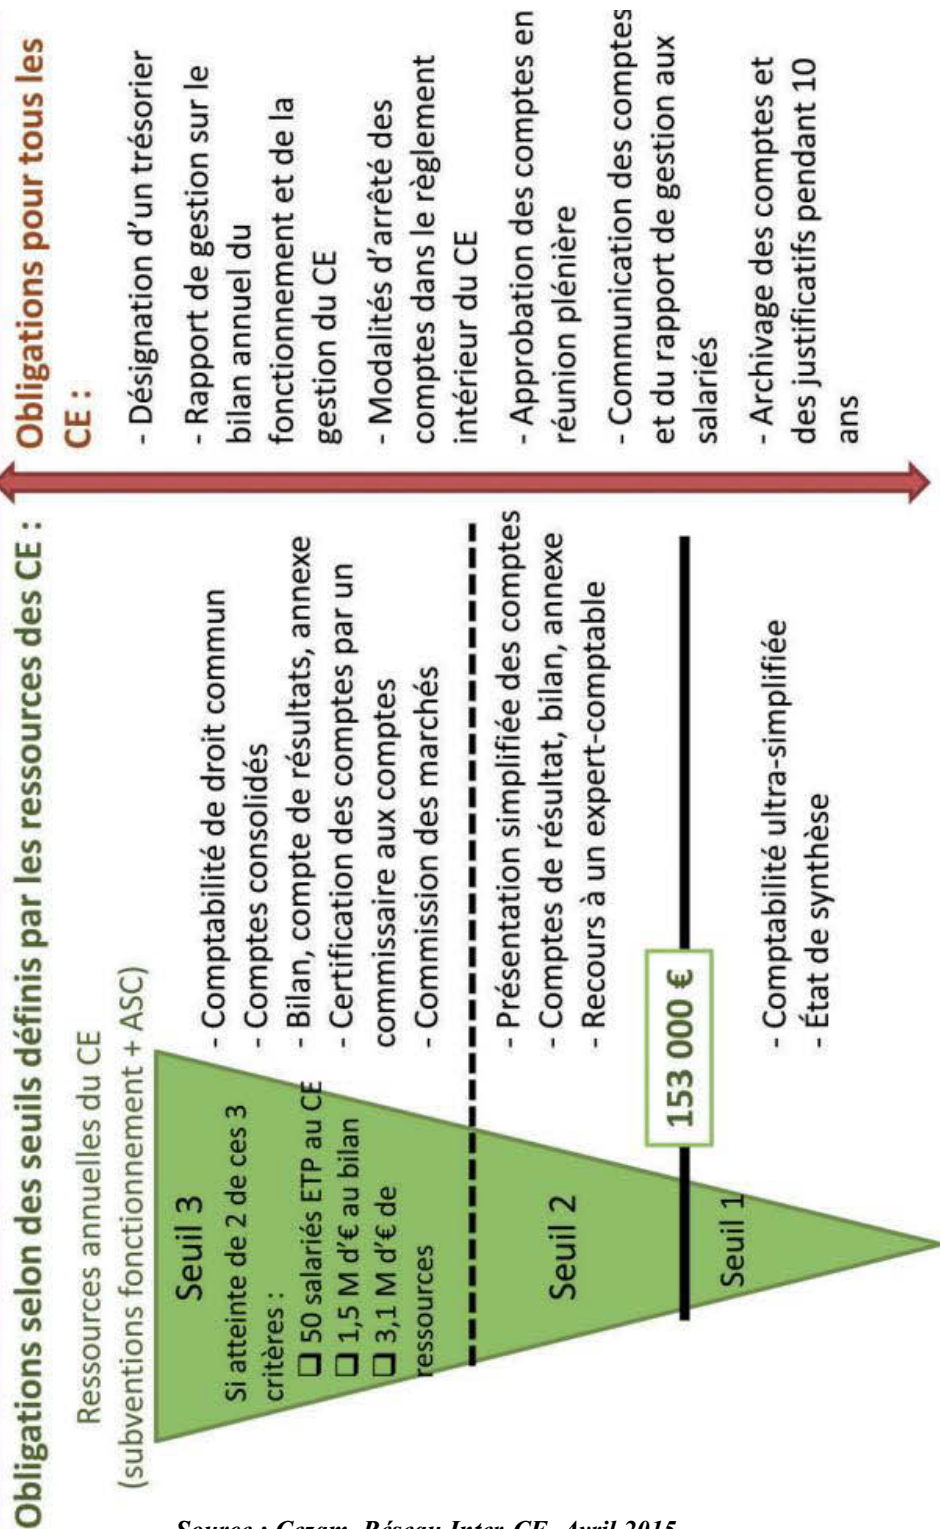 Obligations selon des seuils définis par les ressources des CE :
Ressources annuelles du CE
(subventions fonctionnement + ASC)
Seuil 3
Si atteinte de 2 de ces 3
critères :
❑ 50 salariés ETP au CE
❑ 1,5 M d’€ au bilan
❑ 3,1 M d’€ de
ressources
- Comptabilité de droit commun
- Comptes consolidés
- Bilan, compte de résultats, annexe
- Certification des comptes par un
commissaire aux comptes
- Commission des marchés
Seuil 2
- Présentation simplifiée des comptes
- Comptes de résultat, bilan, annexe
- Recours à un expert-comptable
153 000 €
Seuil 1
- Comptabilité ultra-simplifiée
- État de synthèse
Obligations pour tous les
CE :
- Désignation d’un trésorier
- Rapport de gestion sur le
bilan annuel du
fonctionnement et de la
gestion du CE
- Modalités d’arrêté des
comptes dans le règlement
intérieur du CE
- Approbation des comptes en
réunion plénière
- Communication des comptes
et du rapport de gestion aux
salariés
- Archivage des comptes et
des justificatifs pendant 10
ans
Source : Cezam, Réseau Inter-CE, Avril 2015